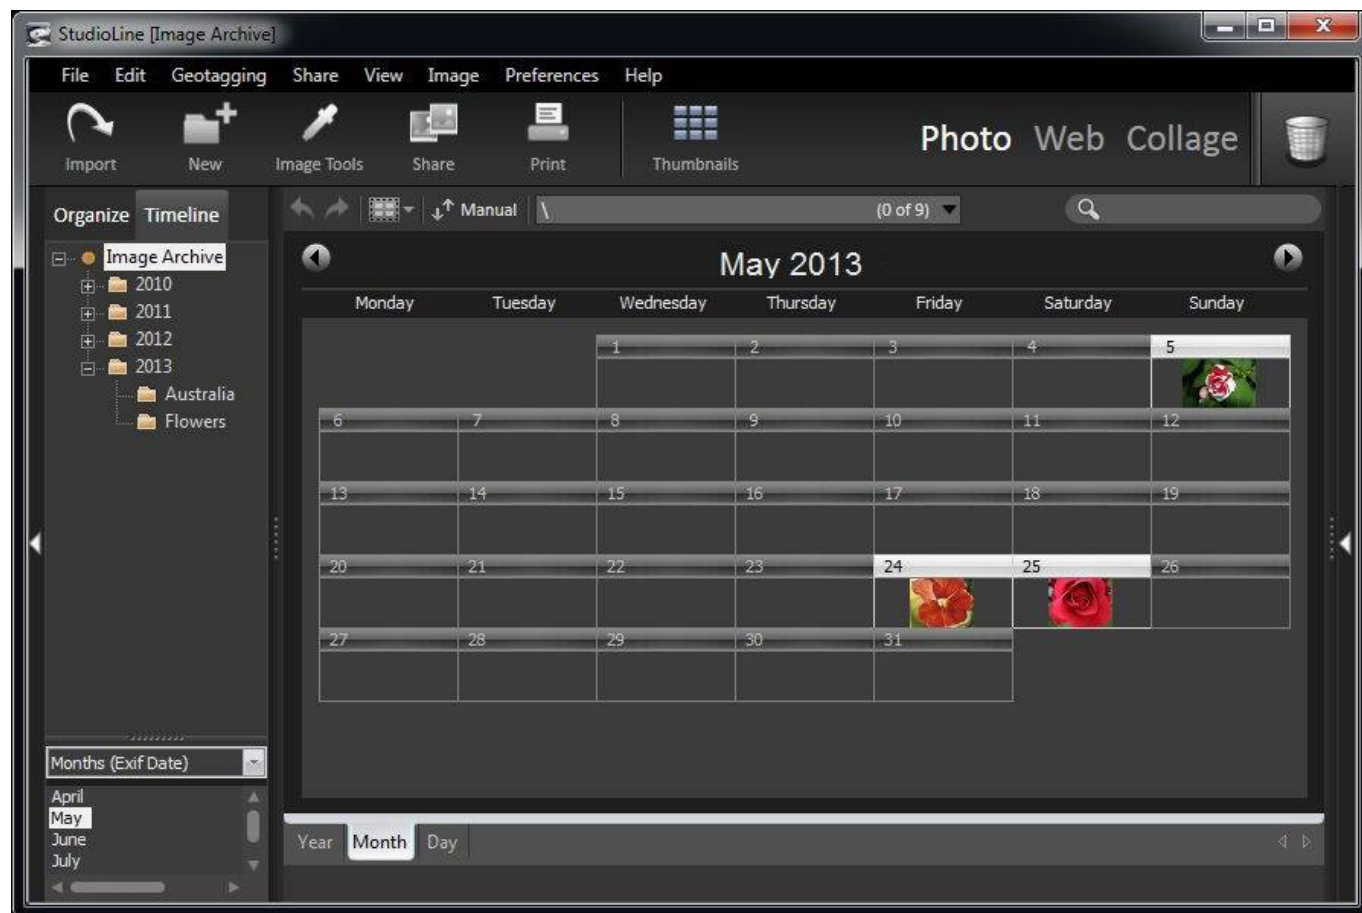 StudioLine [Image Archive]
File Edit Geotagging Share View Image Preferences Help
Import New Image Tools Share Print Thumbnails
Photo Web Collage
Organize Timeline
Manual \ (0 of 9)
Image Archive
2010
2011
2012
2013
Australia
Flowers
May 2013
Monday Tuesday Wednesday Thursday Friday Saturday Sunday
1 2 3 4 5
6 7 8 9 10 11 12
13 14 15 16 17 18 19
20 21 22 23 24 25 26
27 28 29 30 31
Months (Exif Date)
April
May
June
July
Year Month Day